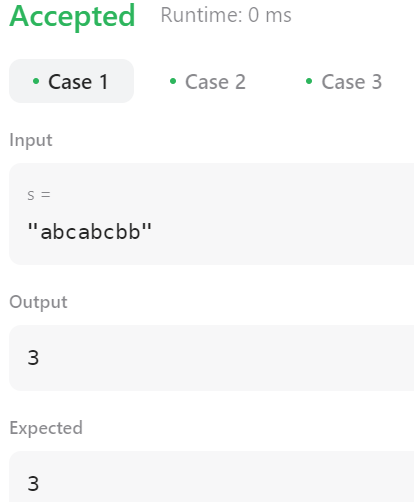 Accepted Runtime: 0 ms
Case 1 Case 2 Case 3
Input
s =
"abcabcbb"
Output
3
Expected
3